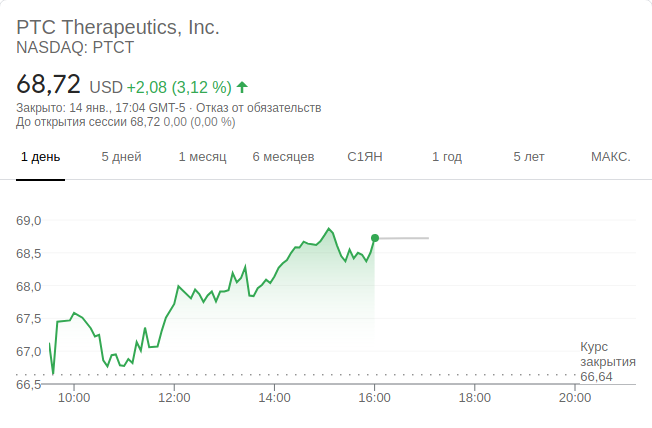 PTC Therapeutics, Inc.
NASDAQ: PTCT
68,72 USD +2,08 (3,12 %)
Закрыто: 14 янв., 17:04 GMT-5 · Отказ от обязательств
До открытия сессии 68,72 0,00 (0,00 %)
1 день 5 дней 1 месяц 6 месяцев С1ЯН 1 год 5 лет МАКС.
69,0
68,5
68,0
67,5
67,0
66,5
Курс
закрытия
66,64
10:00 12:00 14:00 16:00 18:00 20:00